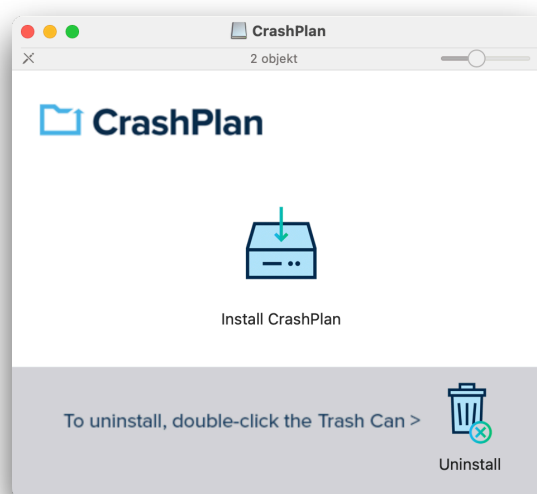 CrashPlan
2 objekt
CrashPlan
Install CrashPlan
To uninstall, double-click the Trash Can >
Uninstall